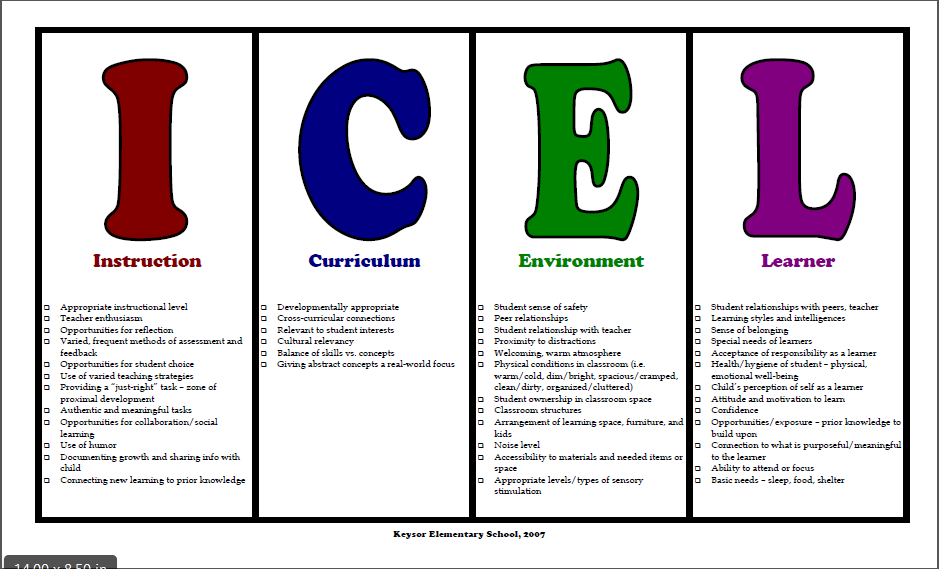 I
Instruction
❑ Appropriate instructional level
❑ Teacher enthusiasm
❑ Opportunities for reflection
❑ Varied, frequent methods of assessment and
feedback
❑ Opportunities for student choice
❑ Use of varied teaching strategies
❑ Providing a "just-right" task – zone of
proximal development
❑ Authentic and meaningful tasks
❑ Opportunities for collaboration/social
learning
❑ Use of humor
❑ Documenting growth and sharing info with
child
❑ Connecting new learning to prior knowledge
C
Curriculum
❑ Developmentally appropriate
❑ Cross-curricular connections
❑ Relevant to student interests
❑ Cultural relevancy
❑ Balance of skills vs. concepts
❑ Giving abstract concepts a real-world focus
E
Environment
❑ Student sense of safety
❑ Peer relationships
❑ Student relationship with teacher
❑ Proximity to distractions
❑ Welcoming, warm atmosphere
❑ Physical conditions in classroom (i.e.
warm/cold, dim/bright, spacious/cramped,
clean/dirty, organized/cluttered)
❑ Student ownership in classroom space
❑ Classroom structures
❑ Arrangement of learning space, furniture, and
kids
❑ Noise level
❑ Accessibility to materials and needed items or
space
❑ Appropriate levels/types of sensory
stimulation
L
Learner
❑ Student relationships with peers, teacher
❑ Learning styles and intelligences
❑ Sense of belonging
❑ Special needs of learners
❑ Acceptance of responsibility as a learner
❑ Health/hygiene of student – physical,
emotional well-being
❑ Child's perception of self as a learner
❑ Attitude and motivation to learn
❑ Confidence
❑ Opportunities/exposure – prior knowledge to
build upon
❑ Connection to what is purposeful/meaningful
to the learner
❑ Ability to attend or focus
❑ Basic needs – sleep, food, shelter
Keysor Elementary School, 2007
14.00 x 8.50 in